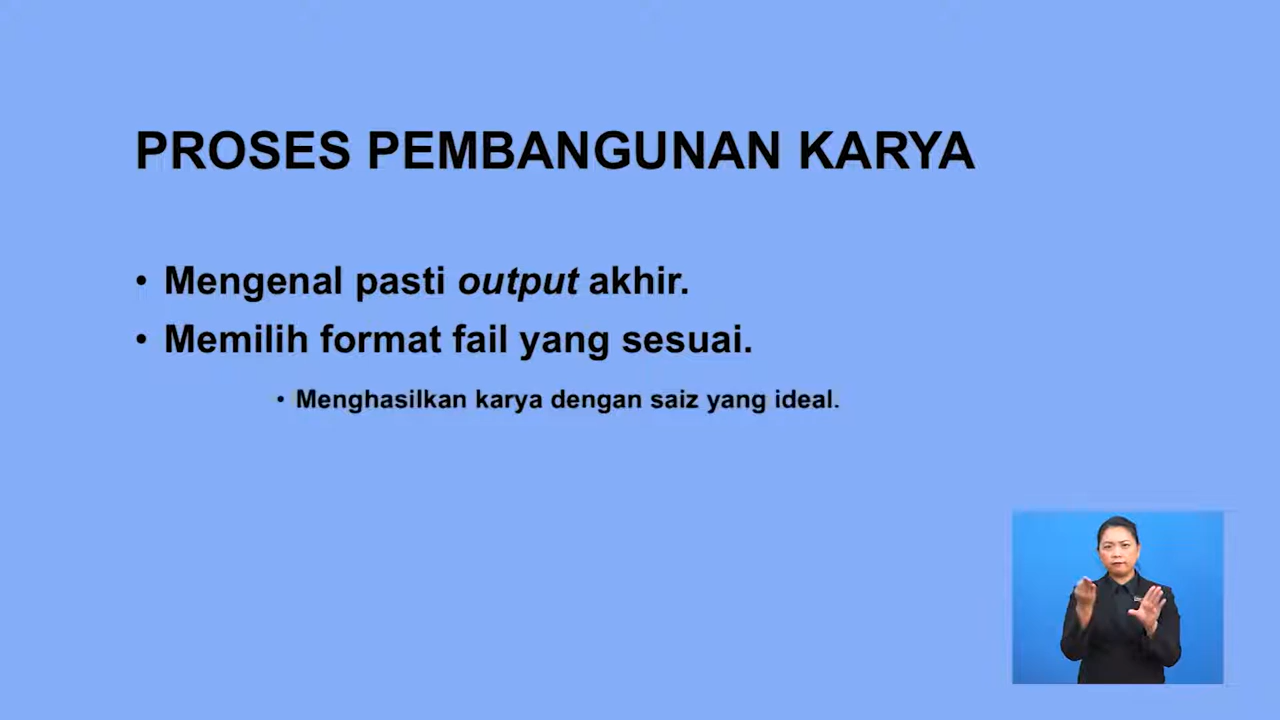 PROSES PEMBANGUNAN KARYA
• Mengenal pasti output akhir.
• Memilih format fail yang sesuai.
• Menghasilkan karya dengan saiz yang ideal.